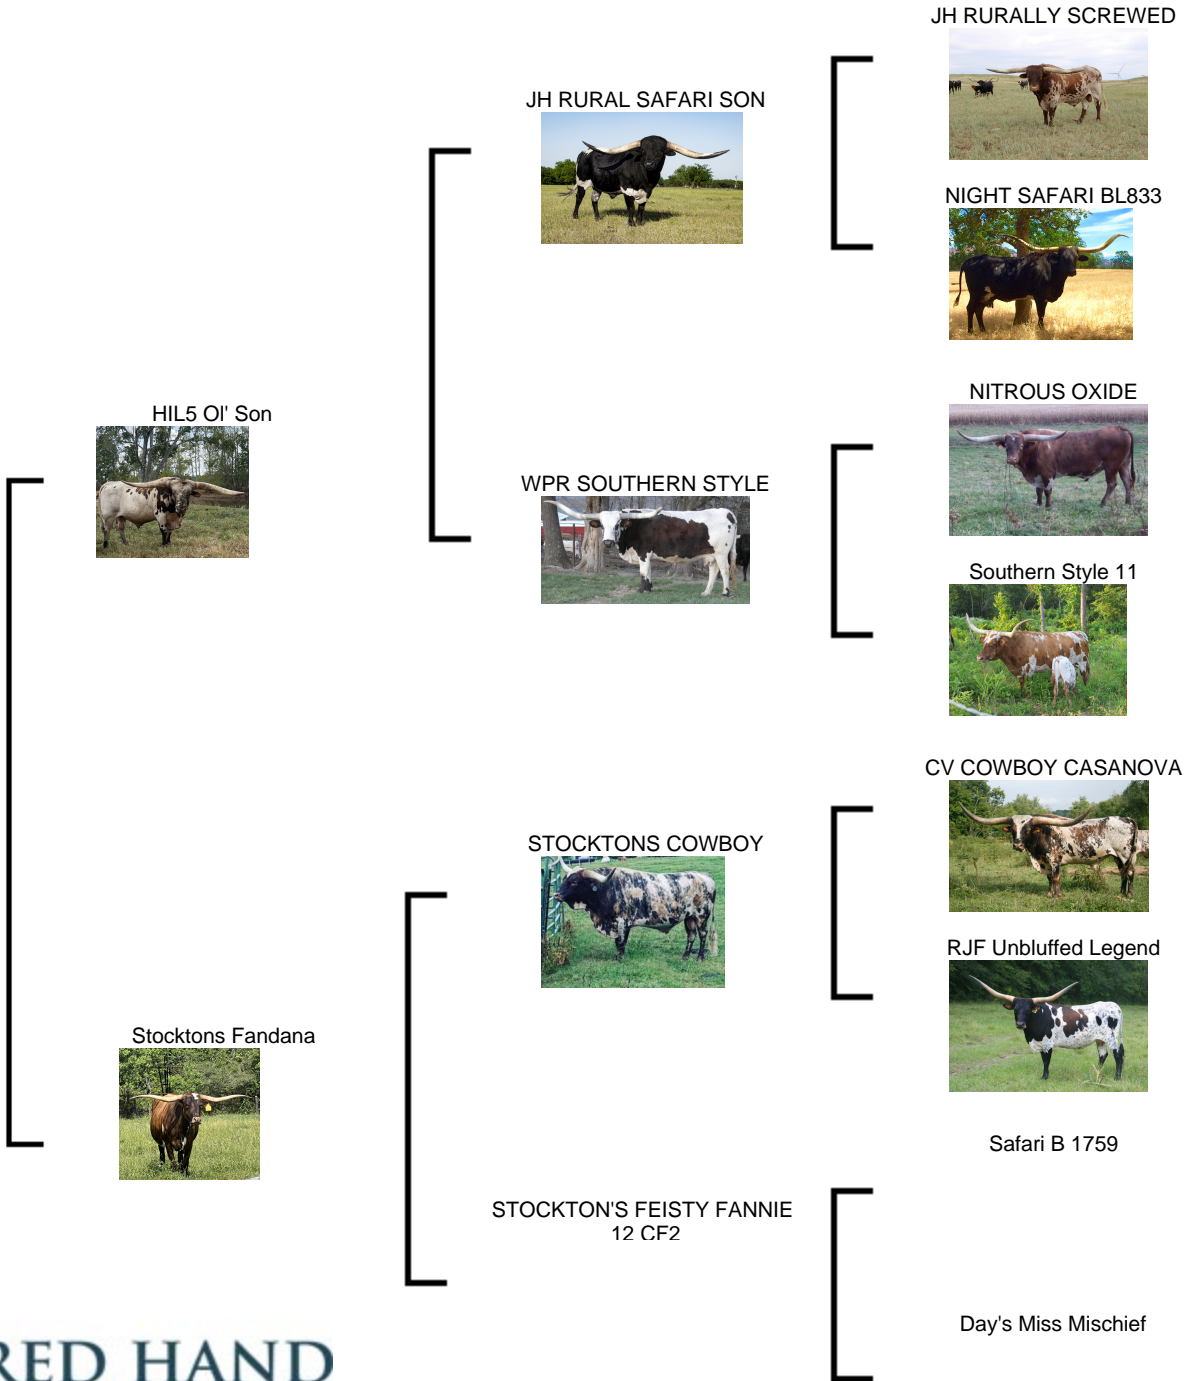 JH RURALLY SCREWED
JH RURAL SAFARI SON
NIGHT SAFARI BL833
HIL5 Ol' Son
NITROUS OXIDE
WPR SOUTHERN STYLE
Southern Style 11
CV COWBOY CASANOVA
STOCKTONS COWBOY
RJF Unbluffed Legend
Stocktons Fandana
Safari B 1759
STOCKTON'S FEISTY FANNIE
12 CF2
Day's Miss Mischief
RED HAND